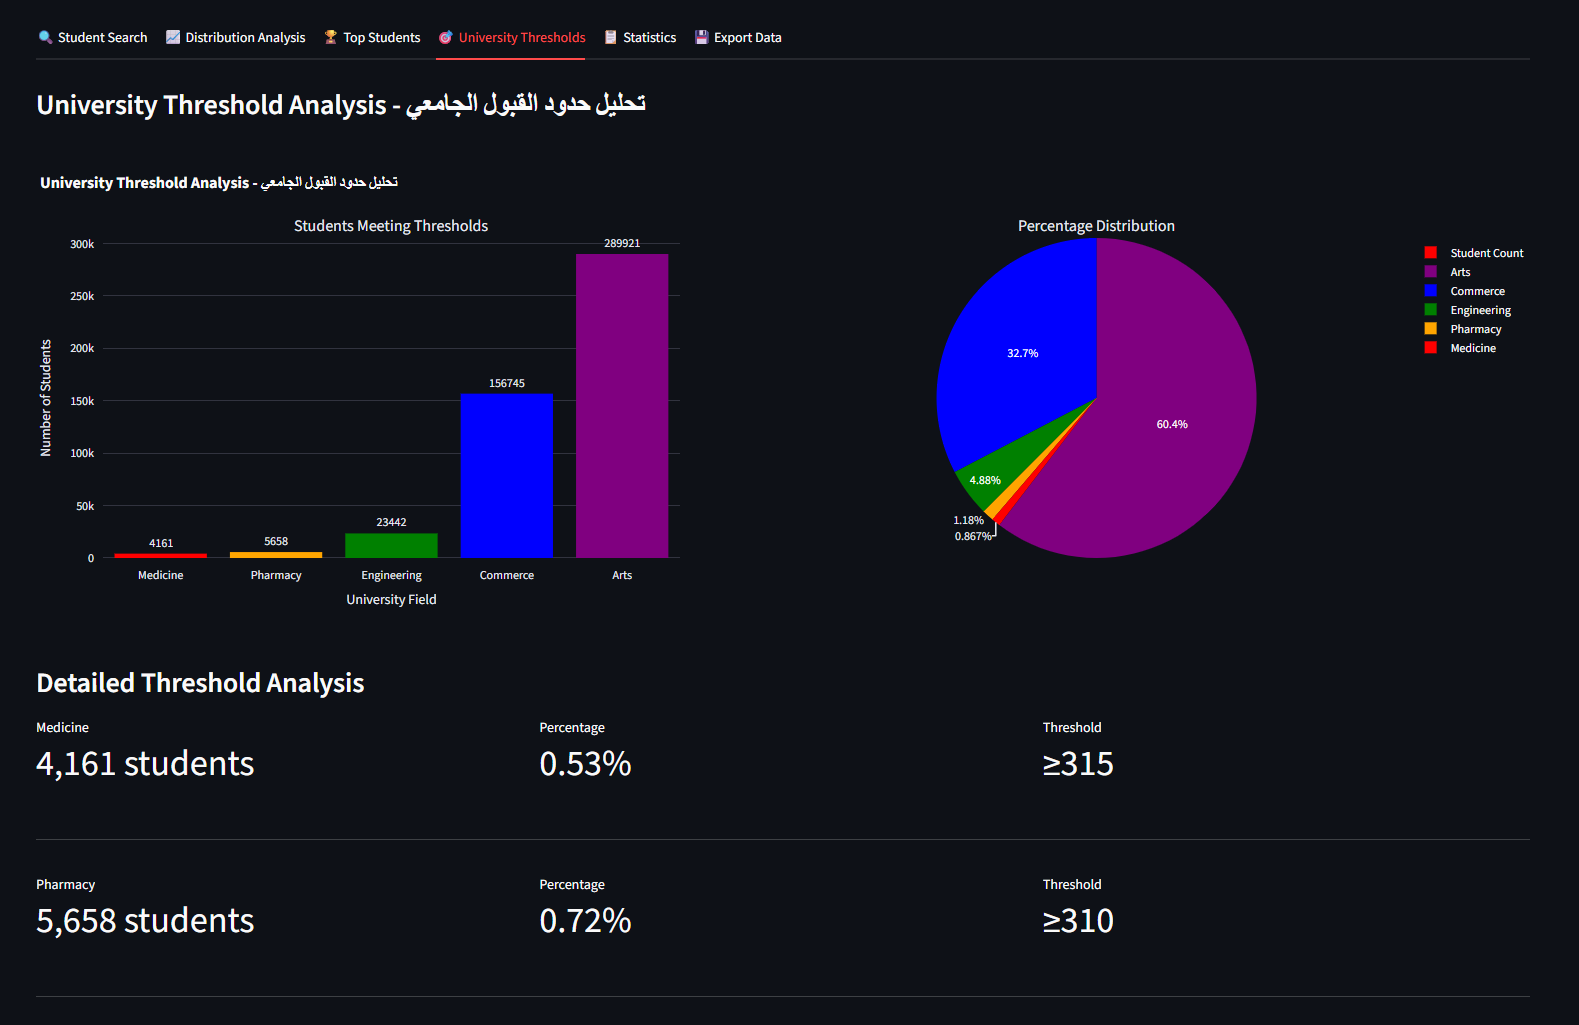 🔍 Student Search 📈 Distribution Analysis 🏆 Top Students 🎯 University Thresholds 📋 Statistics 💾 Export Data
University Threshold Analysis - تحليل حدود القبول الجامعي
University Threshold Analysis - تحليل حدود القبول الجامعي
Students Meeting Thresholds
Number of Students
300k
250k
200k
150k
100k
50k
0
4161
5658
23442
156745
289921
Medicine
Pharmacy
Engineering
Commerce
Arts
University Field
Percentage Distribution
32.7%
60.4%
4.88%
1.18%
0.867%
Student Count
Arts
Commerce
Engineering
Pharmacy
Medicine
Detailed Threshold Analysis
Medicine
4,161 students
Percentage
0.53%
Threshold
≥315
Pharmacy
5,658 students
Percentage
0.72%
Threshold
≥310